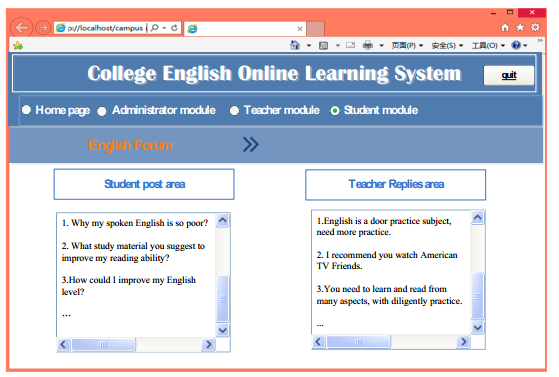 p://localhost/campus
页面(P) 安全(S) 工具(O)
College English Online Learning System
quit
Home page Administrator module Teacher module Student module
English Forum
Student post area
Teacher Replies area
1. Why my spoken English is so poor?
2. What study material you suggest to
improve my reading ability?
3.How could I improve my English
level?
...
1.English is a door practice subject,
need more practice.
2. I recommend you watch American
TV Friends.
3.You need to learn and read from
many aspects, with diligently practice.
...